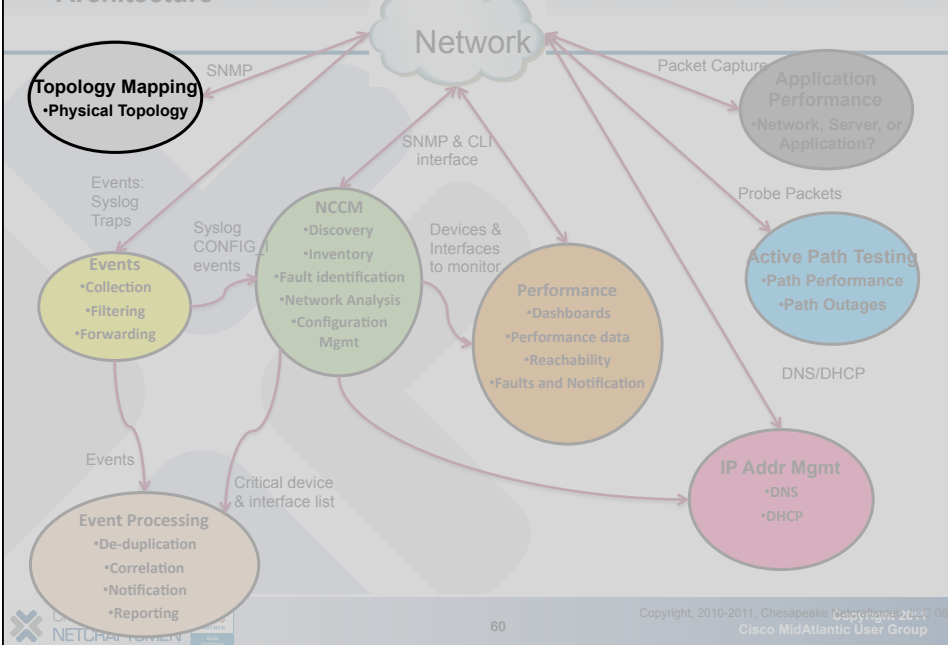 Architecture
Network
SNMP
Packet Capture
Topology Mapping
•Physical Topology
Application
Performance
•Network, Server, or
Application?
SNMP & CLI
interface
Events:
Syslog
Traps
Probe Packets
NCCM
•Discovery
•Inventory
•Fault identification
•Network Analysis
•Configuration
Mgmt
Syslog
CONFIG_I
events
Devices &
Interfaces
to monitor
Events
•Collection
•Filtering
•Forwarding
Active Path Testing
•Path Performance
•Path Outages
Performance
•Dashboards
•Performance data
•Reachability
•Faults and Notification
DNS/DHCP
Events
Critical device
& interface list
IP Addr Mgmt
•DNS
•DHCP
Event Processing
•De-duplication
•Correlation
•Notification
•Reporting
NETCRAFTSMEN
60
Copyright, 2010-2011, Chesapeake
Copyright 2011
Cisco MidAtlantic User Group